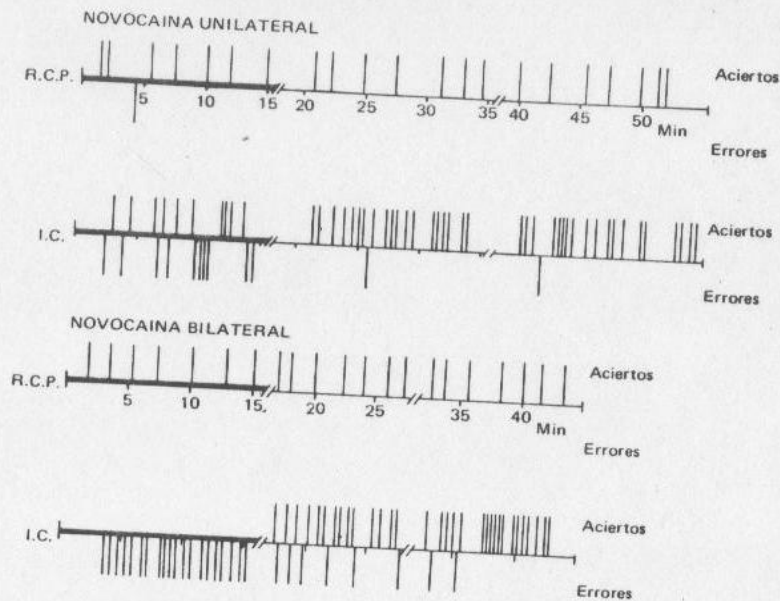 NOVOCAINA UNILATERAL
Aciertos
R.C.P.
5 10 15 20 25 30 35 40 45 50 Min
Errores
Aciertos
I.C.
Errores
NOVOCAINA BILATERAL
Aciertos
R.C.P.
5 10 15 20 25 35 40 Min
Errores
Aciertos
I.C.
Errores